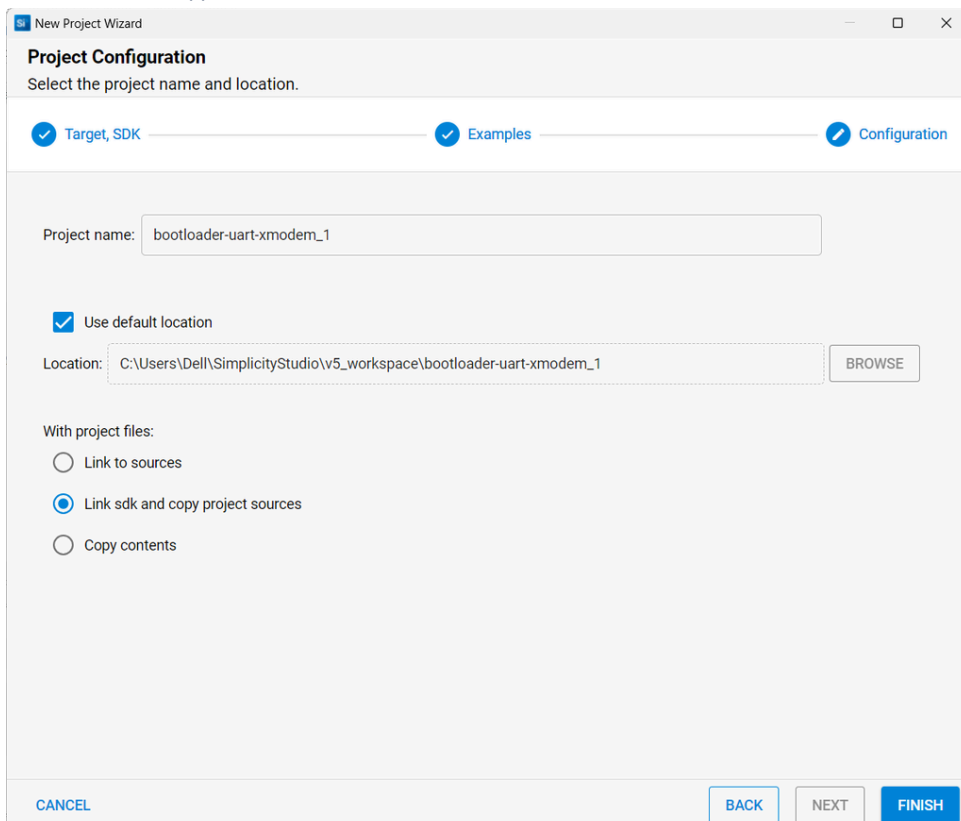 Si New Project Wizard
Project Configuration
Select the project name and location.
Target, SDK Examples Configuration
Project name: bootloader-uart-xmodem_1
Use default location
Location: C:\Users\Dell\SimplicityStudio\v5_workspace\bootloader-uart-xmodem_1 BROWSE
With project files:
Link to sources
Link sdk and copy project sources
Copy contents
CANCEL BACK NEXT FINISH